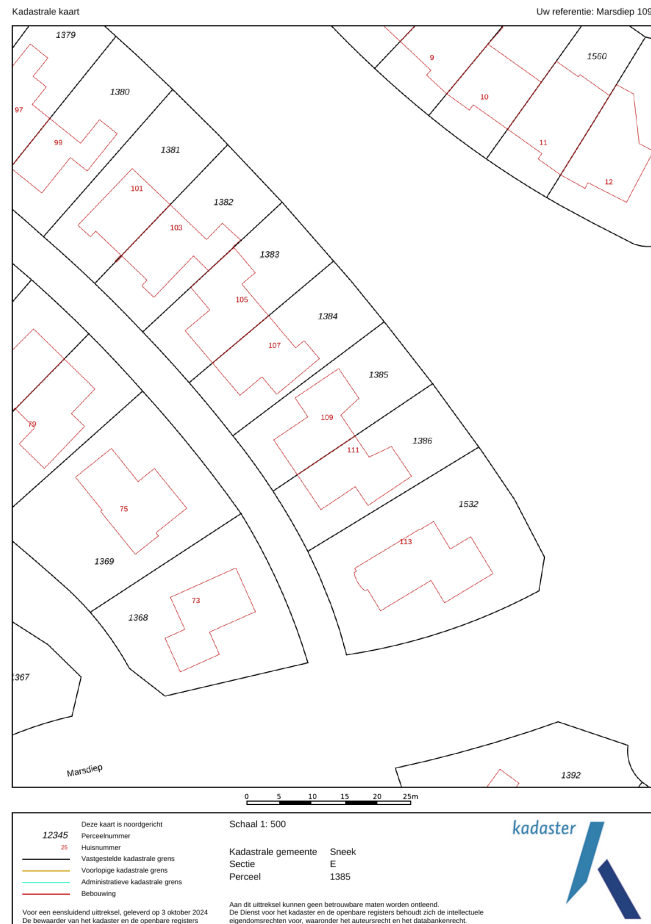 Kadastrale kaart
Uw referentie: Marsdiep 109
1379
1560
9
1380
10
97
99
11
1381
12
101
1382
103
1383
105
1384
107
1385
109
79
1386
111
1532
75
113
1369
73
1368
1367
Marsdiep
1392
0 5 10 15 20 25m
Deze kaart is noordgericht
12345 Perceelnummer
25 Huisnummer
Vastgestelde kadastrale grens
Voorlopige kadastrale grens
Administratieve kadastrale grens
Bebouwing
Voor een eensluidend uittreksel, geleverd op 3 oktober 2024
De bewaarder van het kadaster en de openbare registers
Schaal 1: 500
Kadastrale gemeente Sneek
Sectie E
Perceel 1385
Aan dit uittreksel kunnen geen betrouwbare maten worden ontleend.
De Dienst voor het kadaster en de openbare registers behoudt zich de intellectuele
eigendomsrechten voor, waaronder het auteursrecht en het databankenrecht.
kadaster